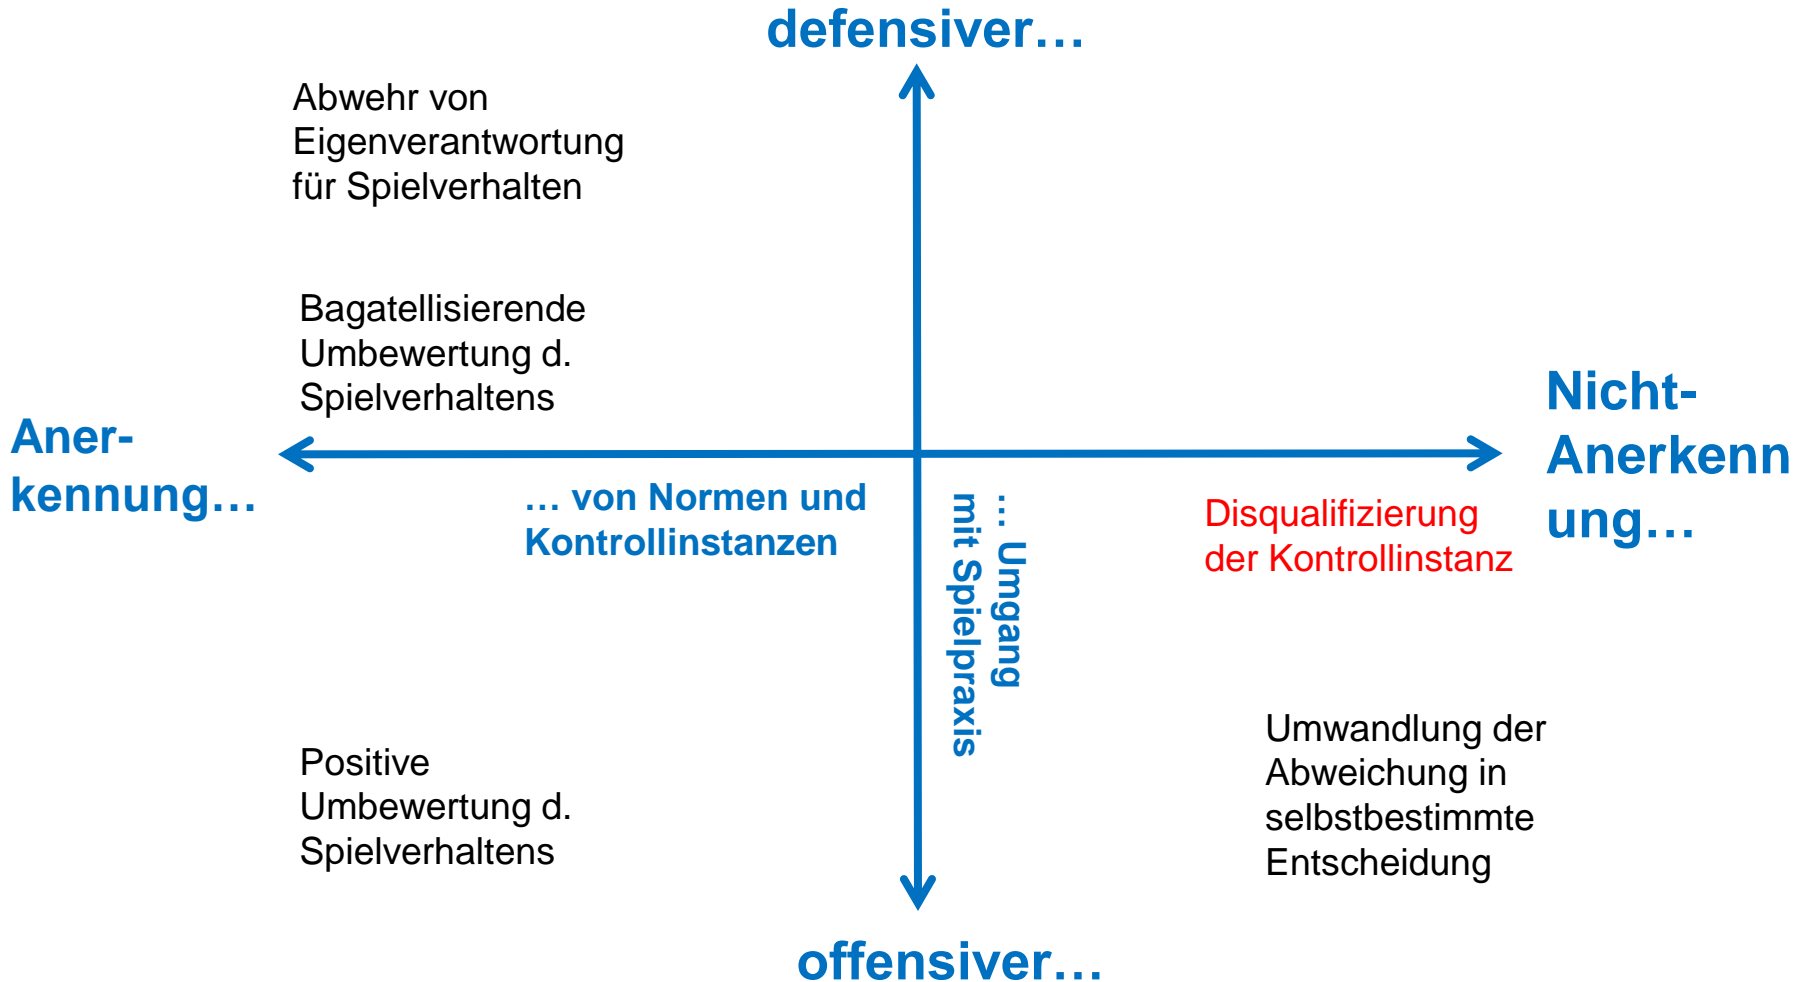 defensiver…
Abwehr von
Eigenverantwortung
für Spielverhalten
Bagatellisierende
Umbewertung d.
Spielverhaltens
Aner-
kennung…
Nicht-
Anerkenn
ung…
… von Normen und
Kontrollinstanzen
… Umgang
mit Spielpraxis
Disqualifizierung
der Kontrollinstanz
Positive
Umbewertung d.
Spielverhaltens
Umwandlung der
Abweichung in
selbstbestimmte
Entscheidung
offensiver…